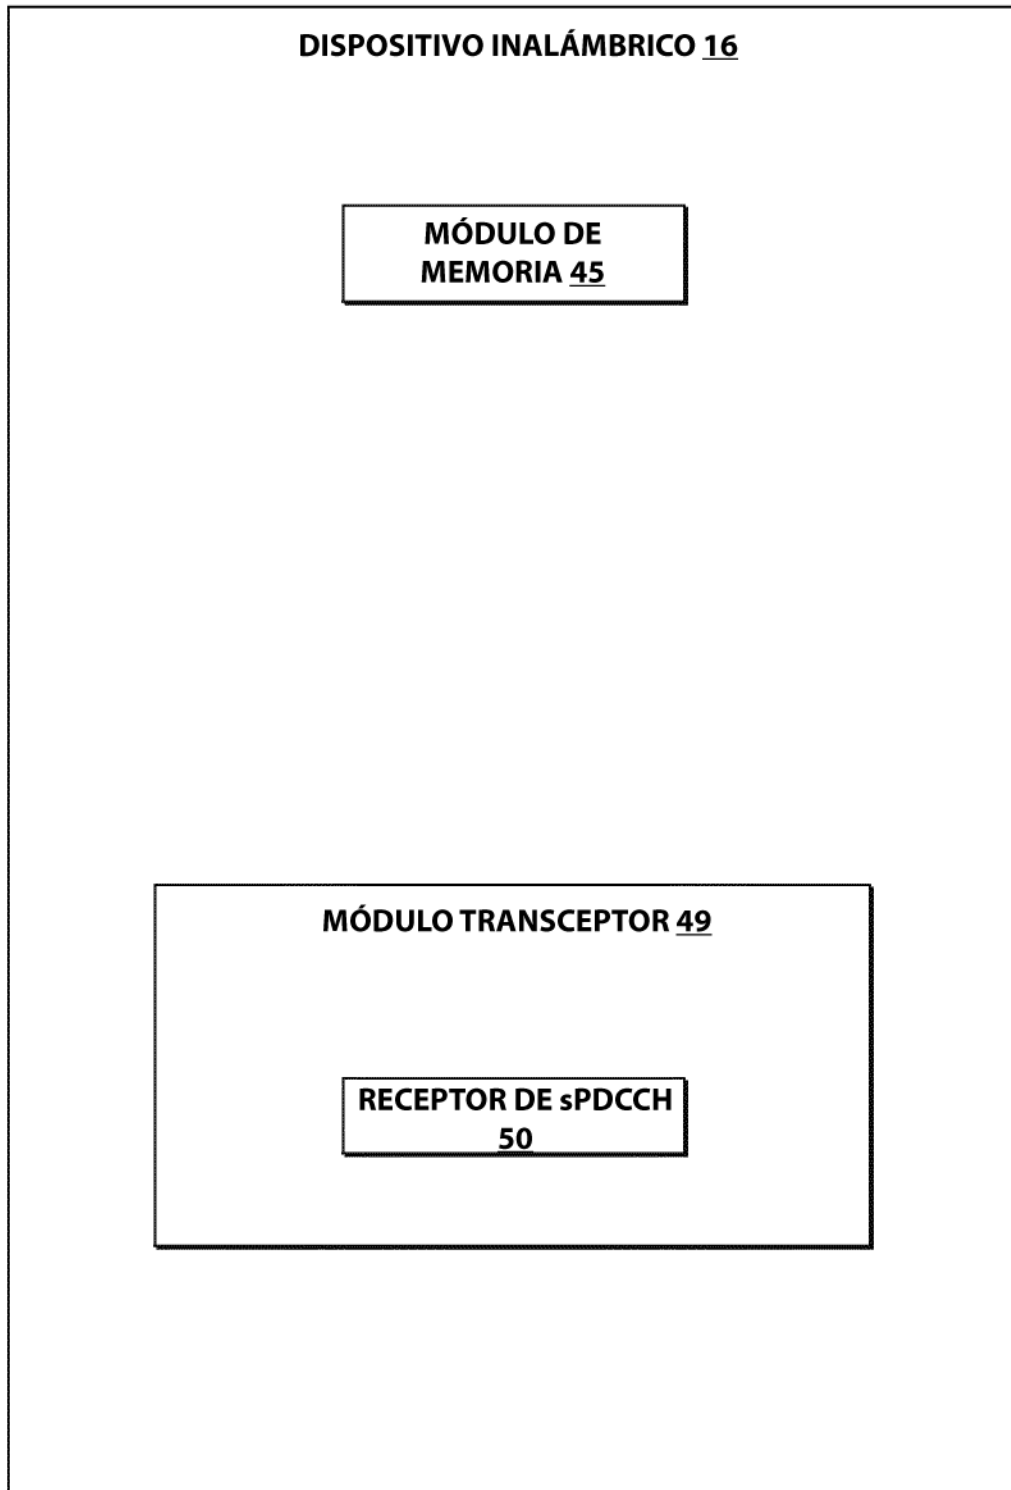 DISPOSITIVO INALÁMBRICO 16
MÓDULO DE
MEMORIA 45
MÓDULO TRANSCEPTOR 49
RECEPTOR DE sPDCCH
50